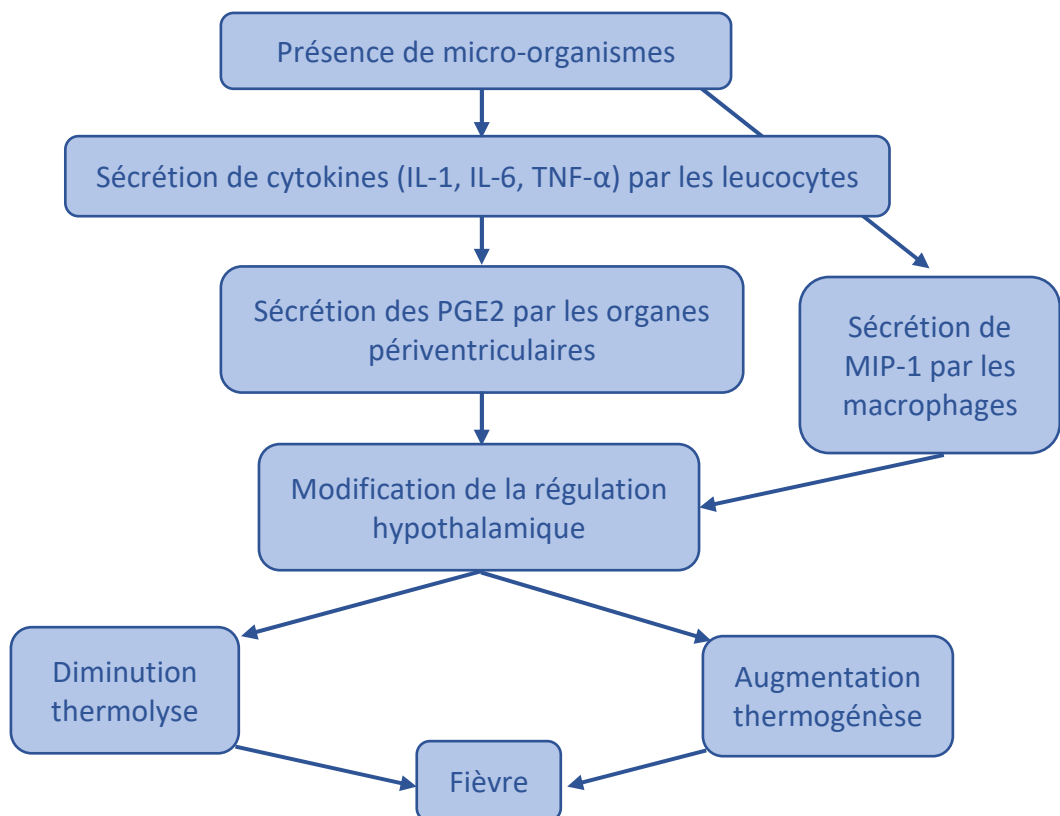 Présence de micro-organismes
Sécrétion de cytokines (IL-1, IL-6, TNF-α) par les leucocytes
Sécrétion des PGE2 par les organes
périventriculaires
Sécrétion de
MIP-1 par les
macrophages
Modification de la régulation
hypothalamique
Diminution
thermolyse
Augmentation
thermogénèse
Fièvre